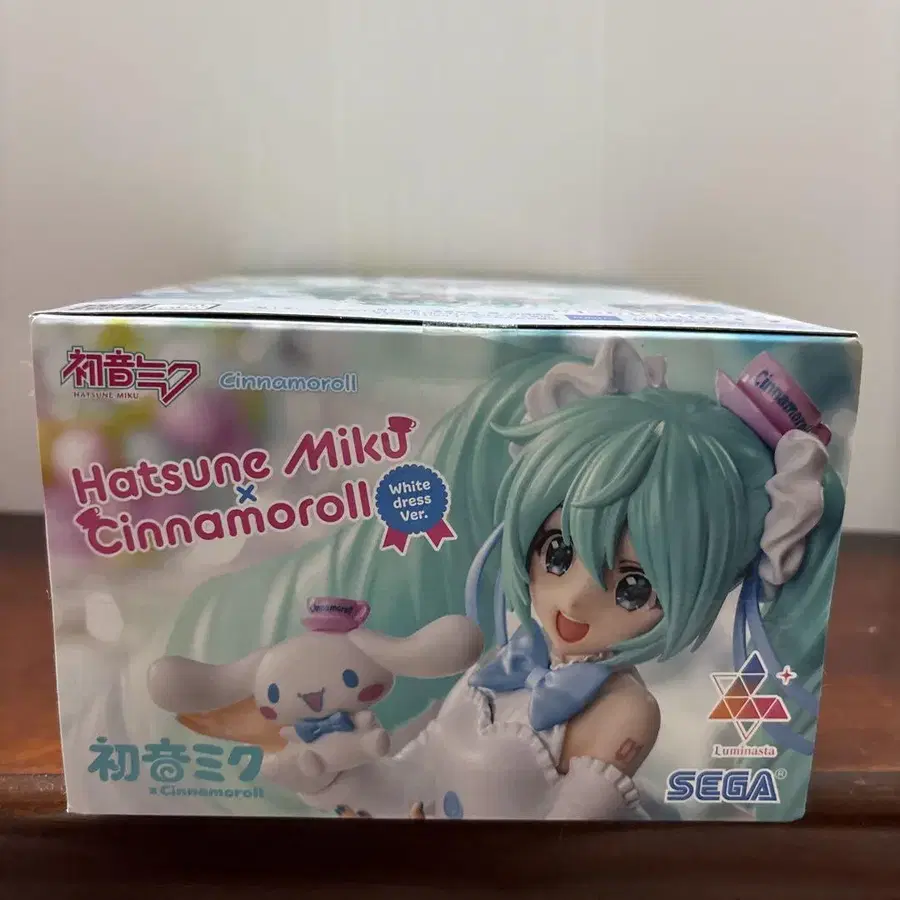 初音ミク
HATSUNE MIKU
Cinnamoroll
Hatsune Miku
×
Cinnamoroll
White
dress
Ver.
Cinnamoroll
Cinnamoroll
01
初音ミク
×Cinnamoroll
Luminasta
SEGA®